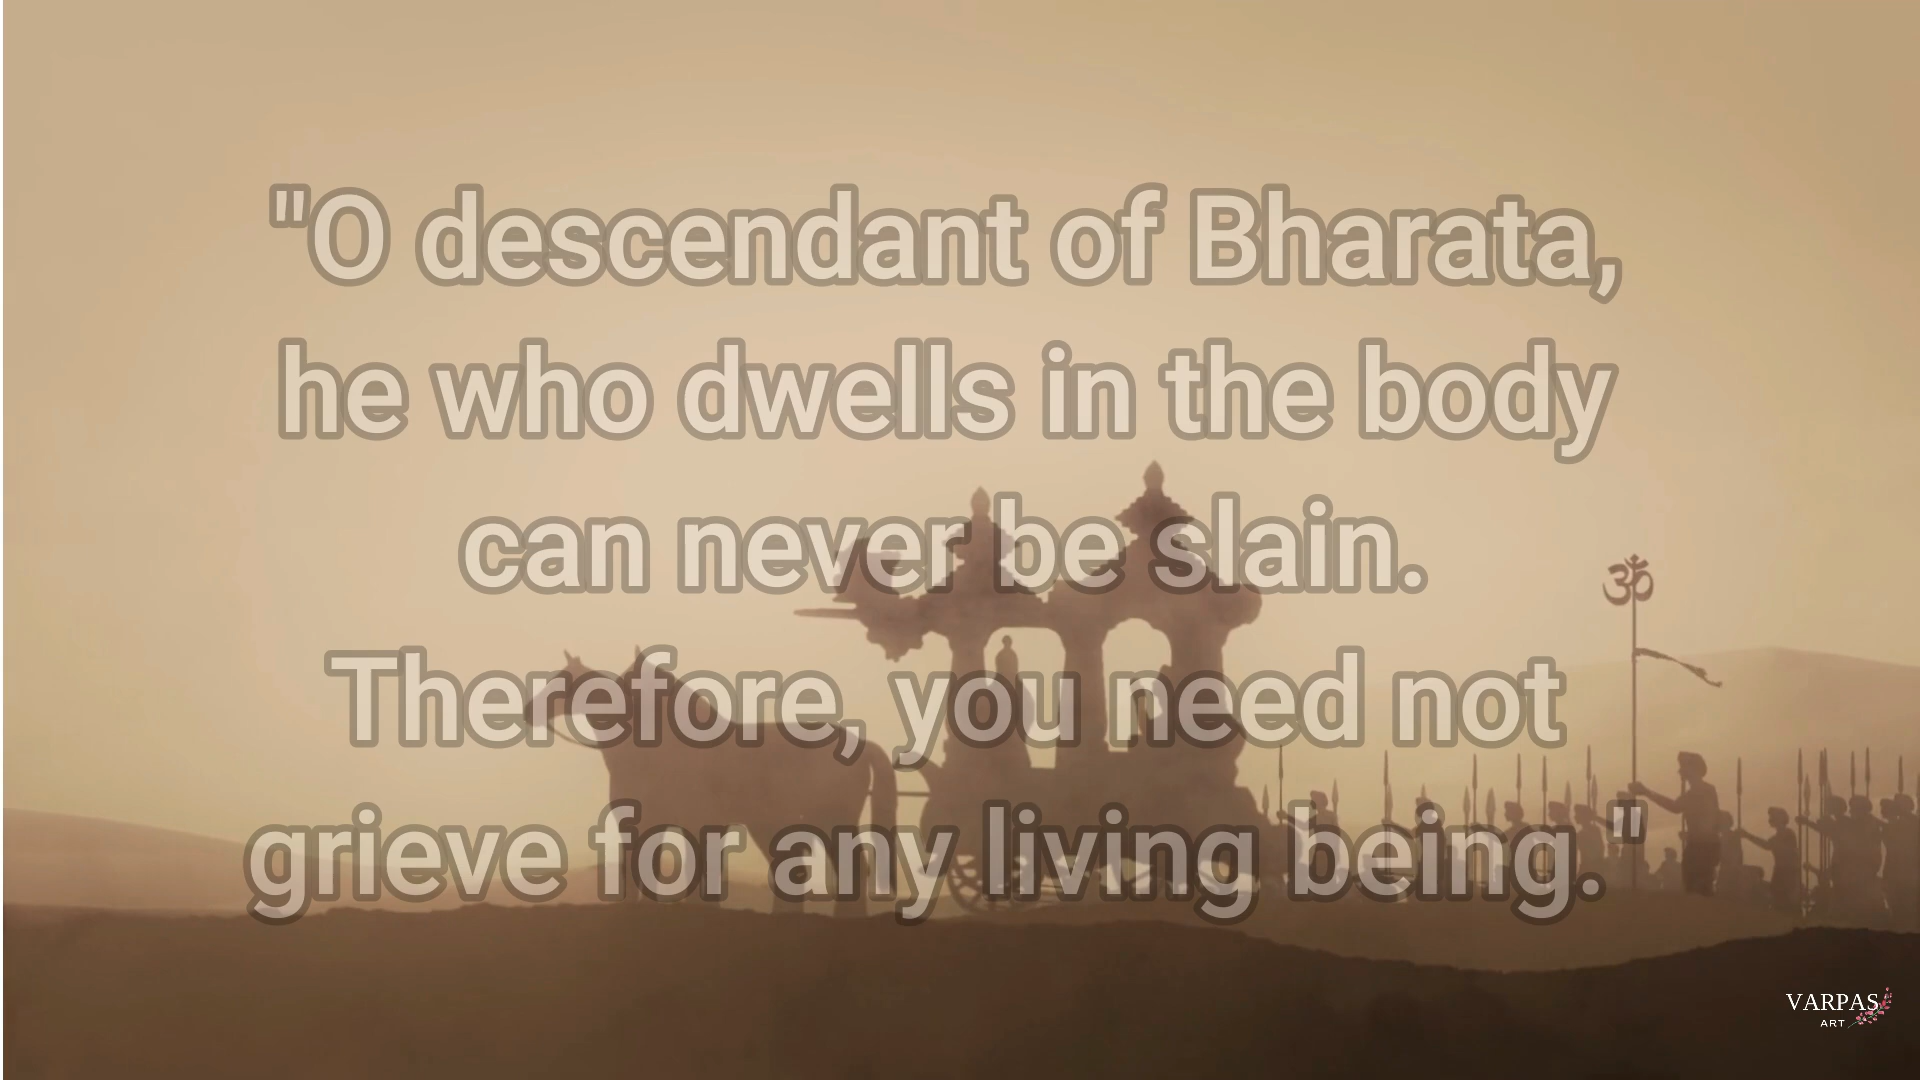 "O descendant of Bharata,
he who dwells in the body
can never be slain.
Therefore, you need not
grieve for any living being."
ॐ
VARPAS
ART